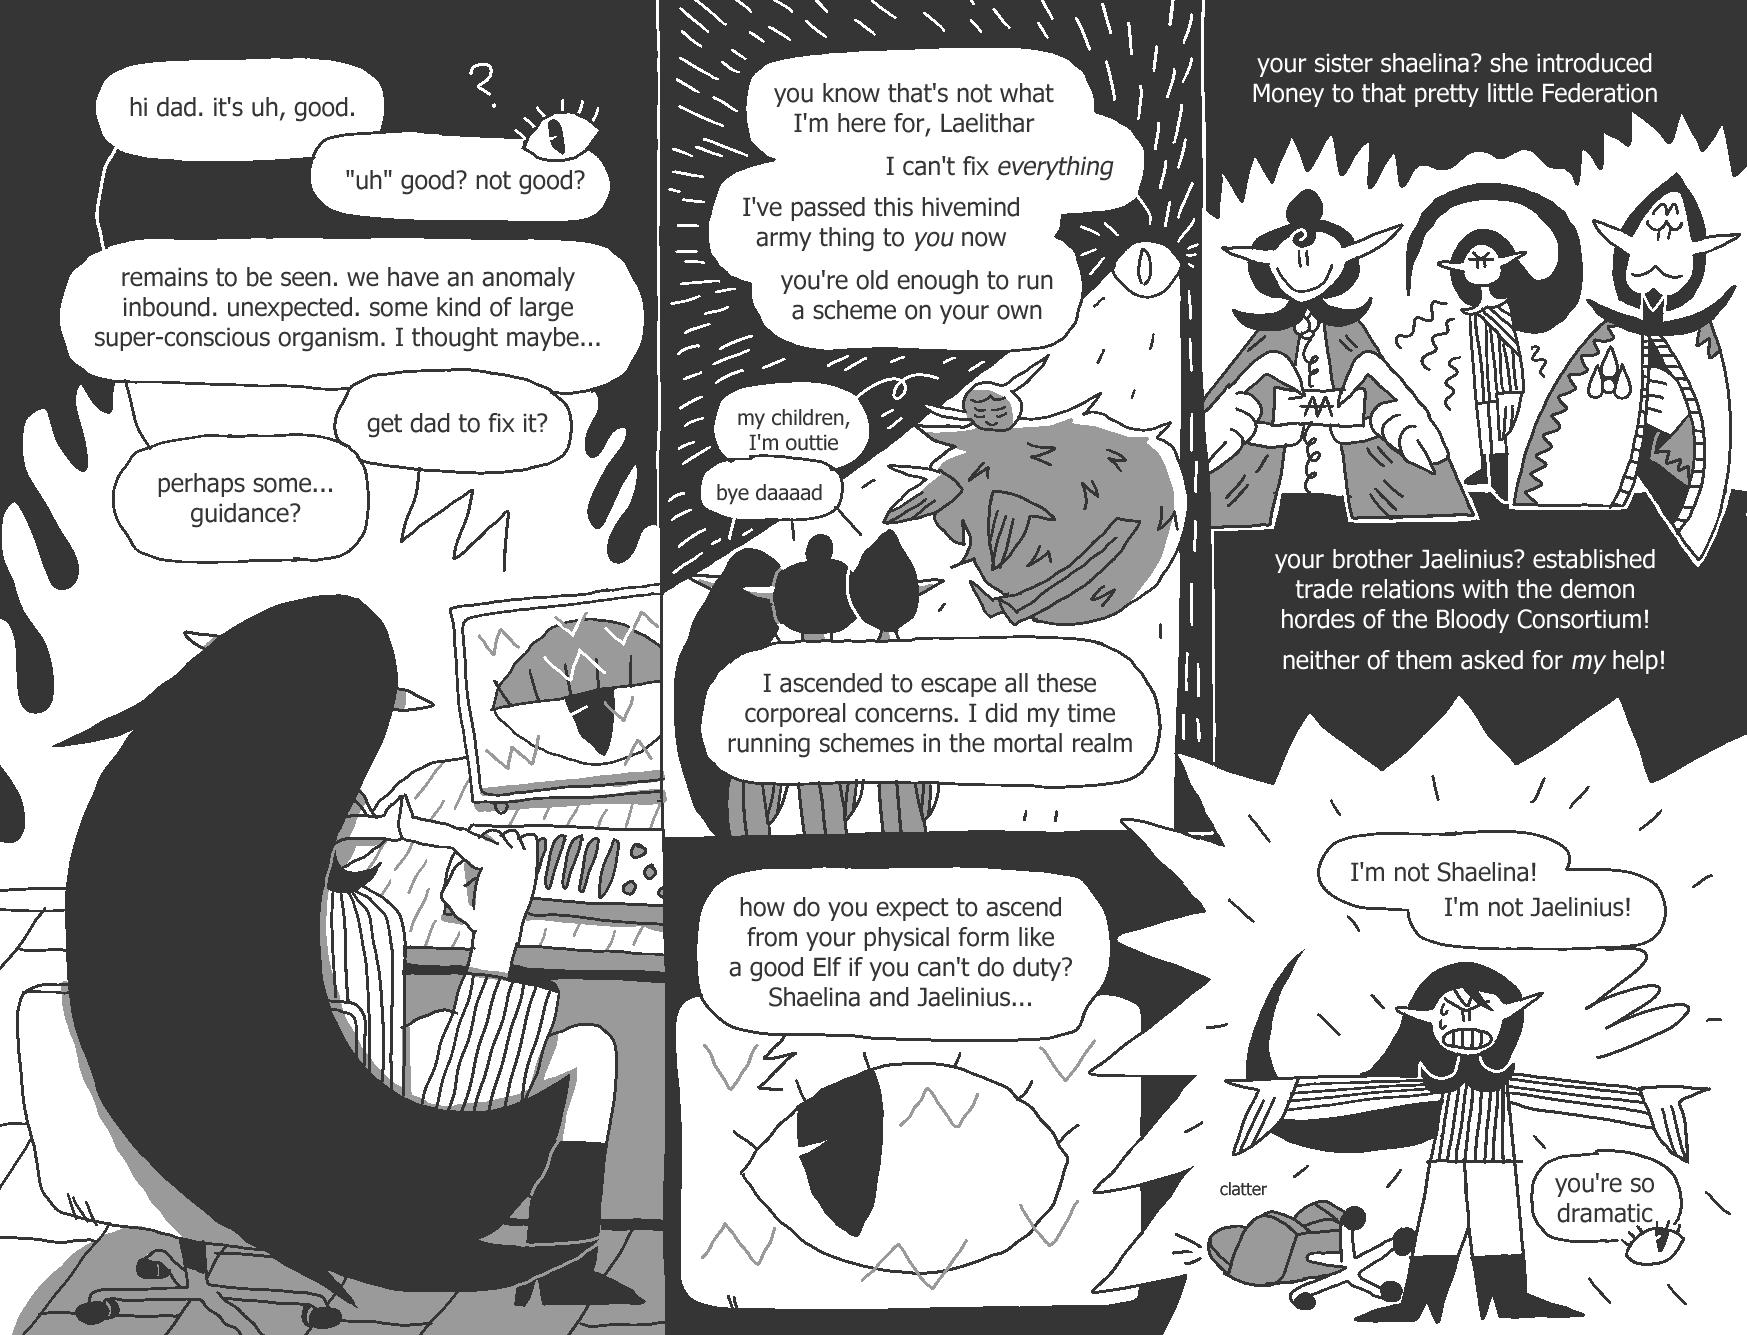 hi dad. it's uh, good.
?
"uh" good? not good?
remains to be seen. we have an anomaly
inbound. unexpected. some kind of large
super-conscious organism. I thought maybe...
get dad to fix it?
perhaps some...
guidance?
you know that's not what
I'm here for, Laelithar
I can't fix everything
I've passed this hivemind
army thing to you now
you're old enough to run
a scheme on your own
my children,
I'm outtie
bye daaaad
I ascended to escape all these
corporeal concerns. I did my time
running schemes in the mortal realm
how do you expect to ascend
from your physical form like
a good Elf if you can't do duty?
Shaelina and Jaelinius...
your sister shaelina? she introduced
Money to that pretty little Federation
your brother Jaelinius? established
trade relations with the demon
hordes of the Bloody Consortium!
neither of them asked for my help!
I'm not Shaelina!
I'm not Jaelinius!
clatter
you're so
dramatic